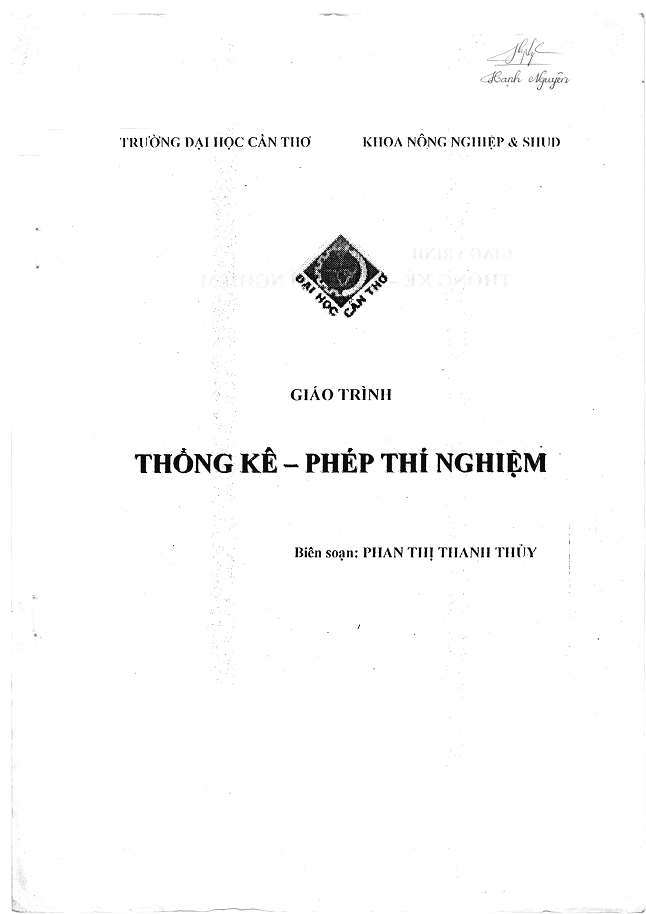 Hạnh Nguyên
TRƯỜNG ĐẠI HỌC CẦN THƠ KHOA NÔNG NGHIỆP & SHUD
ĐẠI HỌC CẦN THƠ
GIÁO TRÌNH
THỐNG KÊ – PHÉP THÍ NGHIỆM
Biên soạn: PHAN THỊ THANH THỦY